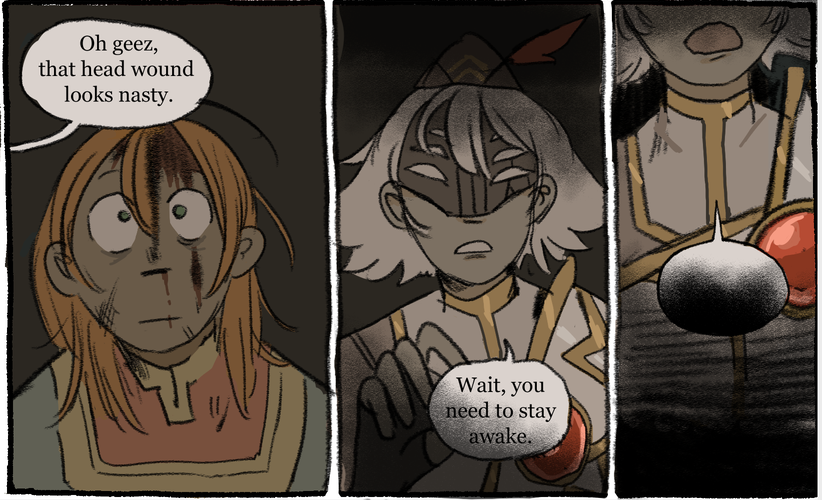 Oh geez,
that head wound
looks nasty.
Wait, you
need to stay
awake.